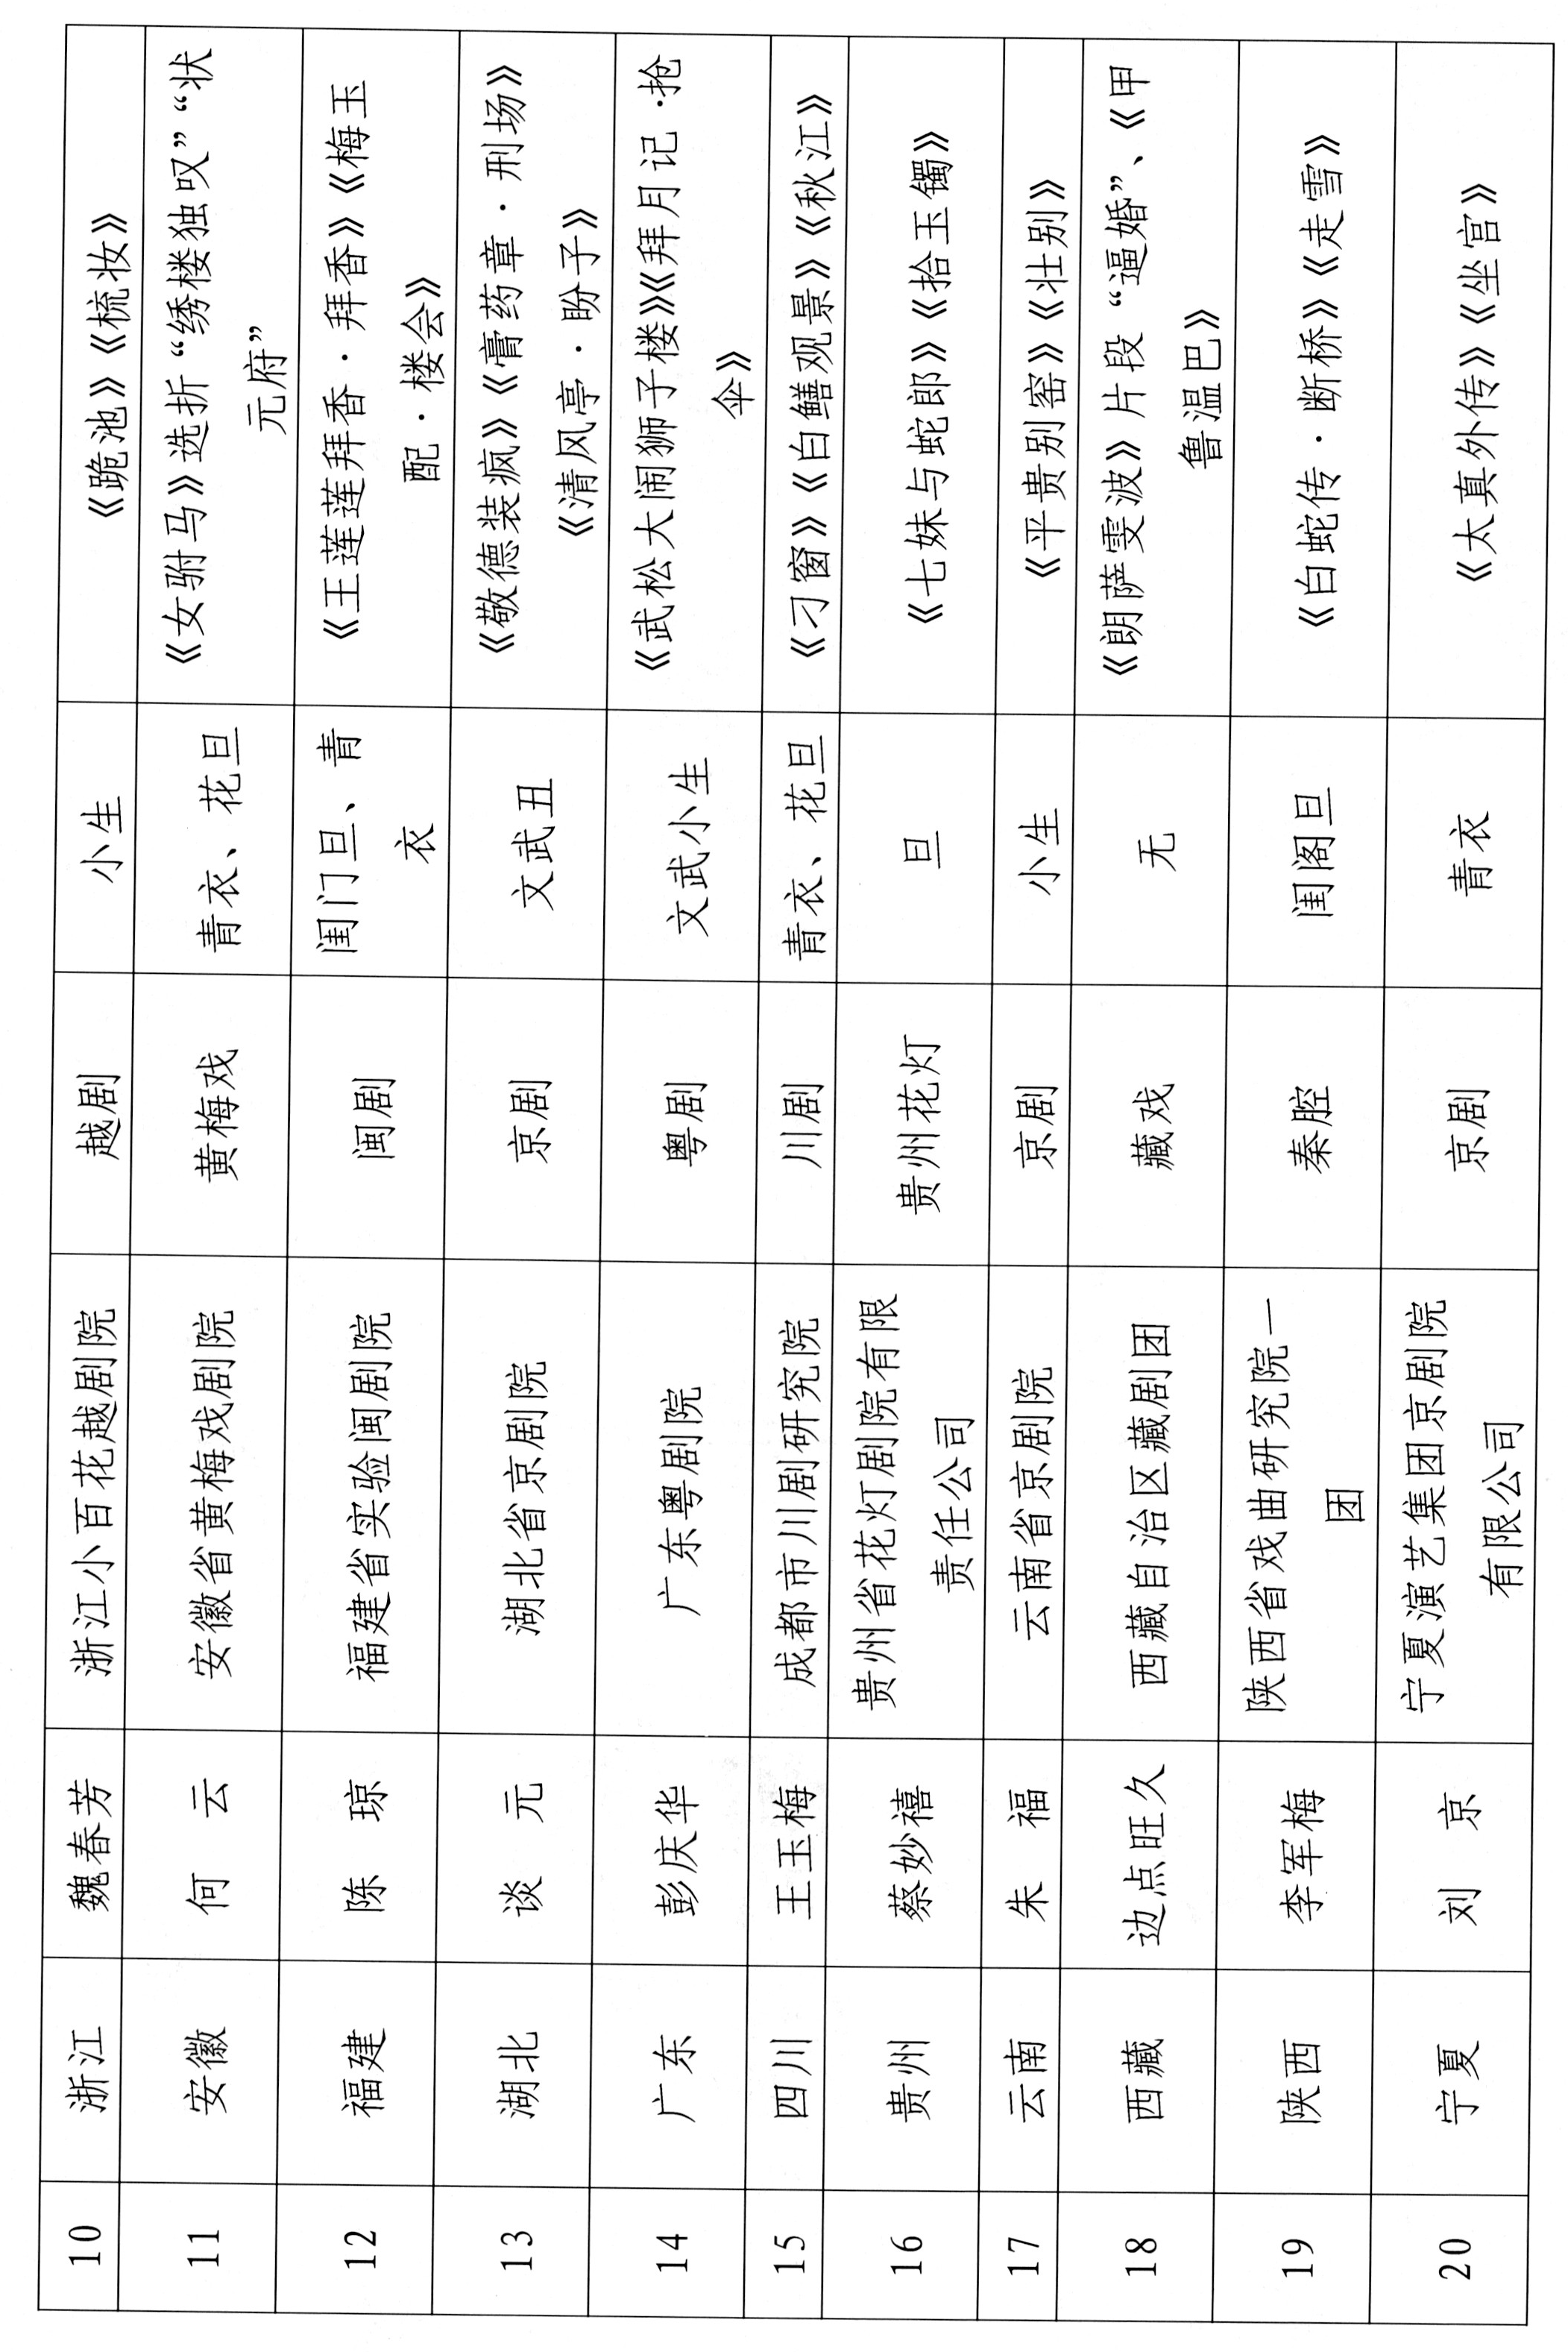 10 浙江 魏春芳 浙江小百花越剧院 越剧 小生 《跪池》《梳妆》
11 安徽 何 云 安徽省黄梅戏剧院 黄梅戏 青衣、花旦 《女驸马》选折“绣楼独叹”“状
元府”
12 福建 陈 琼 福建省实验闽剧院 闽剧 闺门旦、青 《王莲莲拜香·拜香》《梅玉
衣 配·楼会》
13 湖北 谈 元 湖北省京剧院 京剧 文武丑 《敬德装疯》《膏药章·刑场》
《清风亭·盼子》
14 广东 彭庆华 广东粤剧院 粤剧 文武小生 《武松大闹狮子楼》《拜月记·抢
伞》
15 四川 王玉梅 成都市川剧研究院 川剧 青衣、花旦 《刁窗》《白鳝观景》《秋江》
16 贵州 蔡妙禧 贵州省花灯剧院有限 贵州花灯 旦 《七妹与蛇郎》《拾玉镯》
责任公司
17 云南 朱 福 云南省京剧院 京剧 小生 《平贵别窑》《壮别》
18 西藏 边点旺久 西藏自治区藏剧团 藏戏 无 《朗萨雯波》片段“逼婚”、《甲
鲁温巴》
19 陕西 李军梅 陕西省戏曲研究院一 秦腔 闺阁旦 《白蛇传·断桥》《走雪》
团
20 宁夏 刘 京 宁夏演艺集团京剧院 京剧 青衣 《太真外传》《坐宫》
有限公司